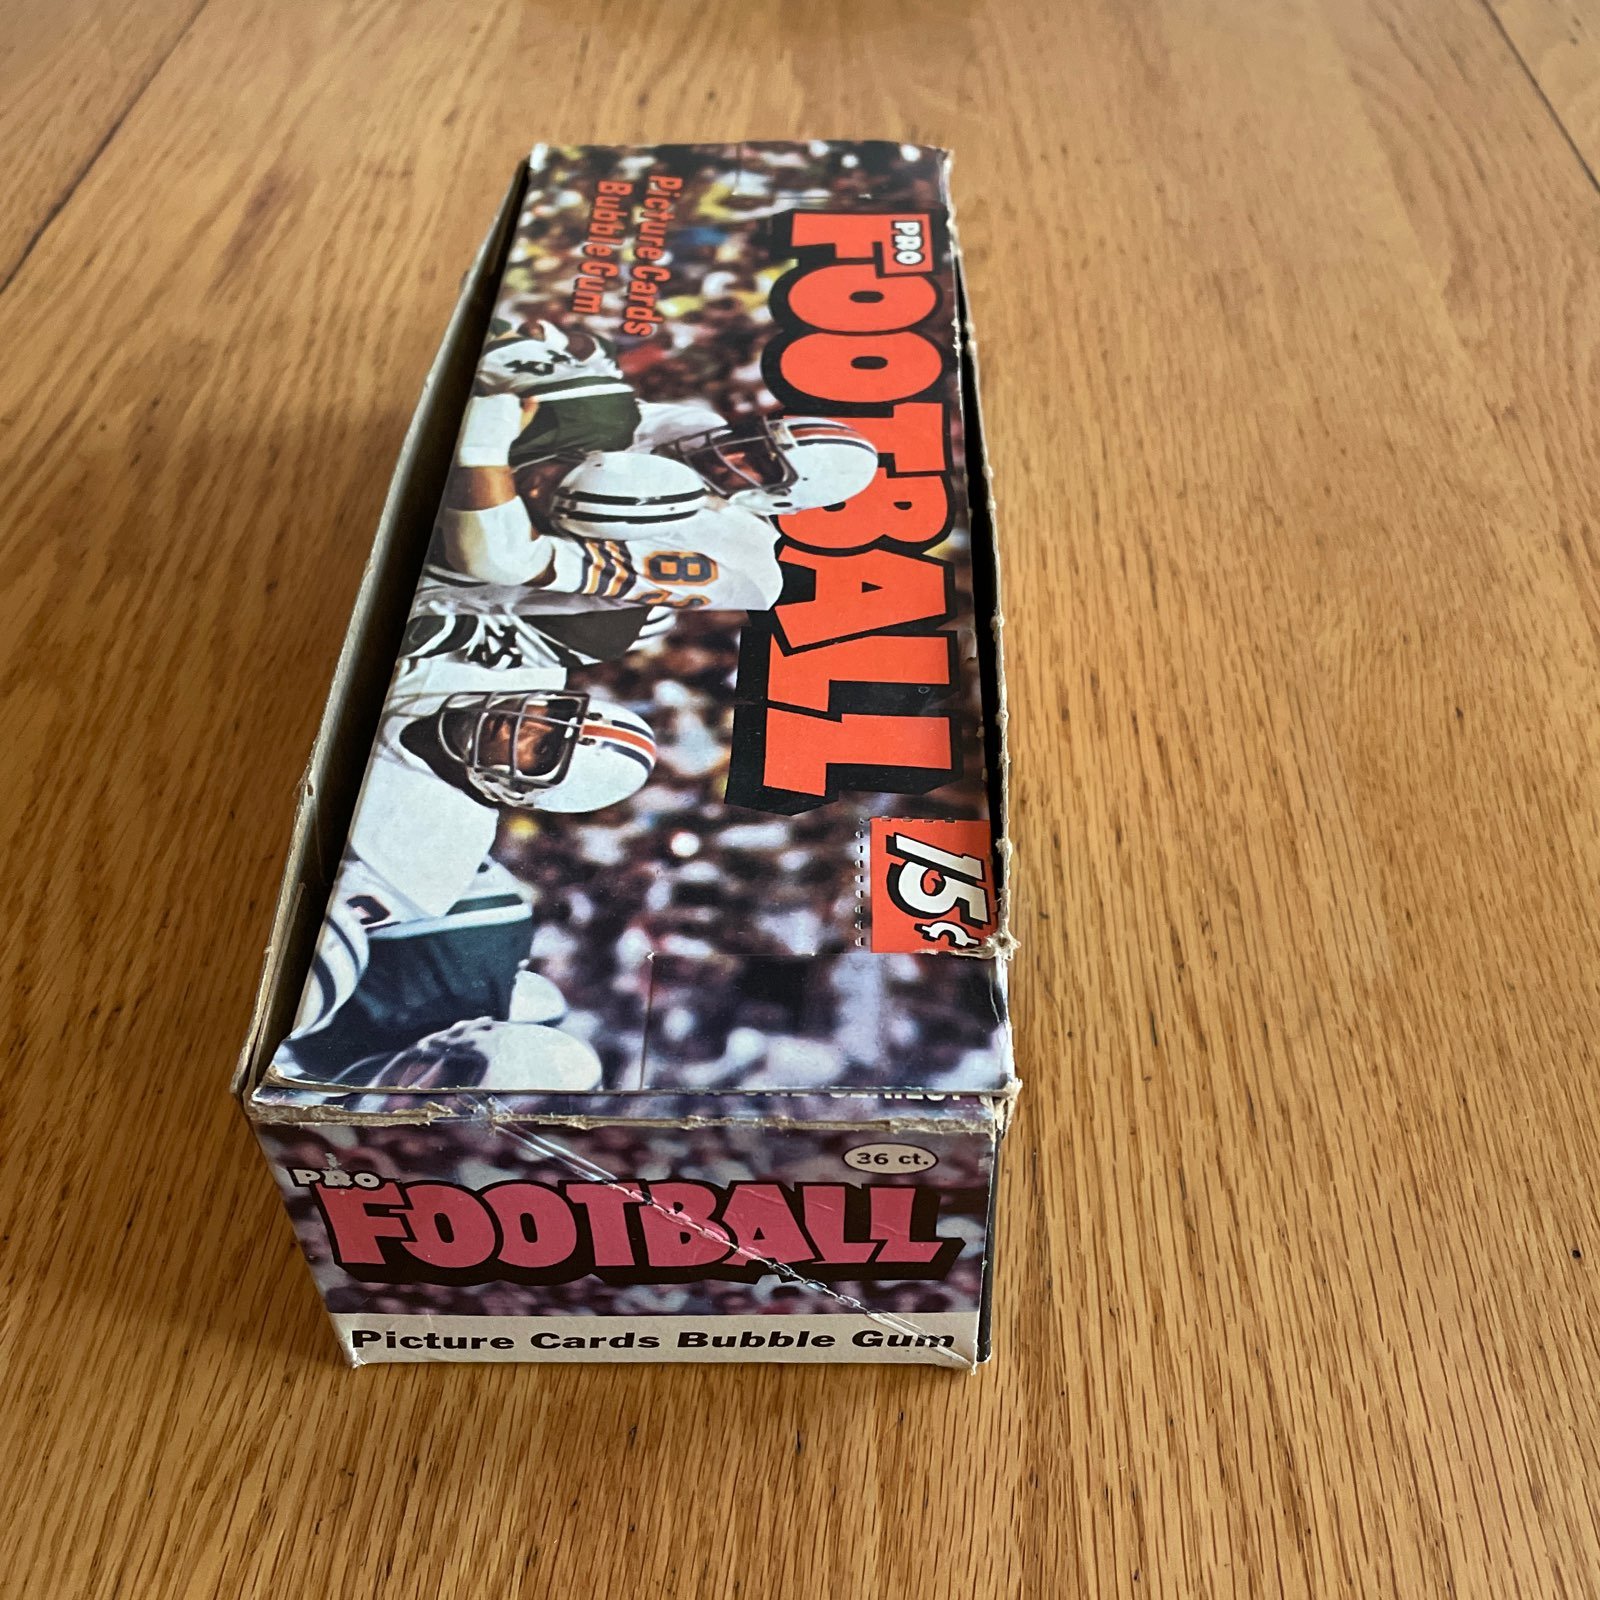 PRO
FOOTBALL
Picture Cards
Bubble Gum
15¢
36 ct.
PRO
FOOTBALL
Picture Cards Bubble Gum